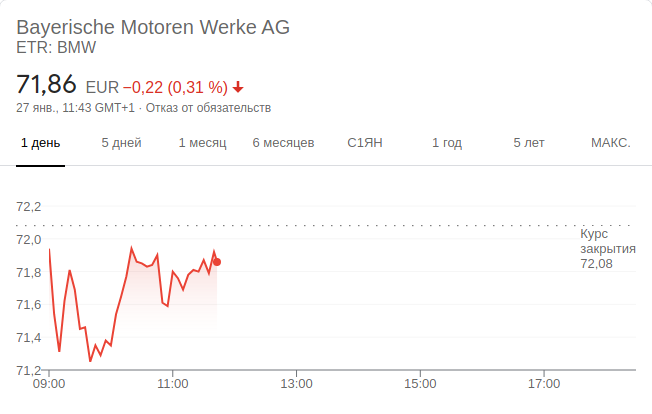 Bayerische Motoren Werke AG
ETR: BMW
71,86 EUR −0,22 (0,31 %)
27 янв., 11:43 GMT+1 · Отказ от обязательств
1 день 5 дней 1 месяц 6 месяцев С1ЯН 1 год 5 лет МАКС.
72,2
72,0
71,8
71,6
71,4
71,2
Курс
закрытия
72,08
09:00 11:00 13:00 15:00 17:00